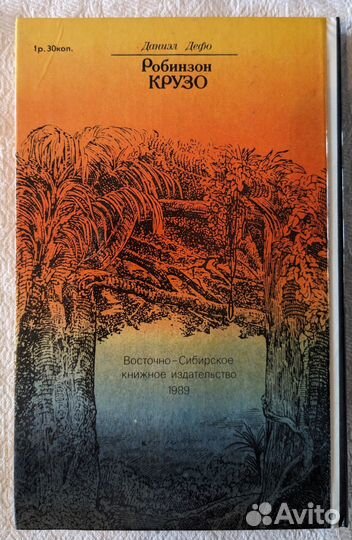 1р. 30коп.
Даниэл Дефо
Робинзон
КРУЗО
Восточно-Сибирское
книжное издательство
1989
Avito